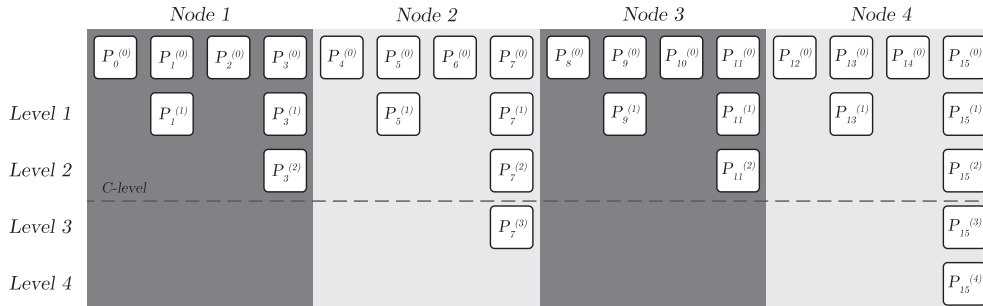 Node 1 Node 2 Node 3 Node 4
P₀⁽⁰⁾ P₁⁽⁰⁾ P₂⁽⁰⁾ P₃⁽⁰⁾ P₄⁽⁰⁾ P₅⁽⁰⁾ P₆⁽⁰⁾ P₇⁽⁰⁾ P₈⁽⁰⁾ P₉⁽⁰⁾ P₁₀⁽⁰⁾ P₁₁⁽⁰⁾ P₁₂⁽⁰⁾ P₁₃⁽⁰⁾ P₁₄⁽⁰⁾ P₁₅⁽⁰⁾
Level 1 P₁⁽¹⁾ P₃⁽¹⁾ P₅⁽¹⁾ P₇⁽¹⁾ P₉⁽¹⁾ P₁₁⁽¹⁾ P₁₃⁽¹⁾ P₁₅⁽¹⁾
Level 2 P₃⁽²⁾ P₇⁽²⁾ P₁₁⁽²⁾ P₁₅⁽²⁾
C-level
Level 3 P₇⁽³⁾ P₁₅⁽³⁾
Level 4 P₁₅⁽⁴⁾